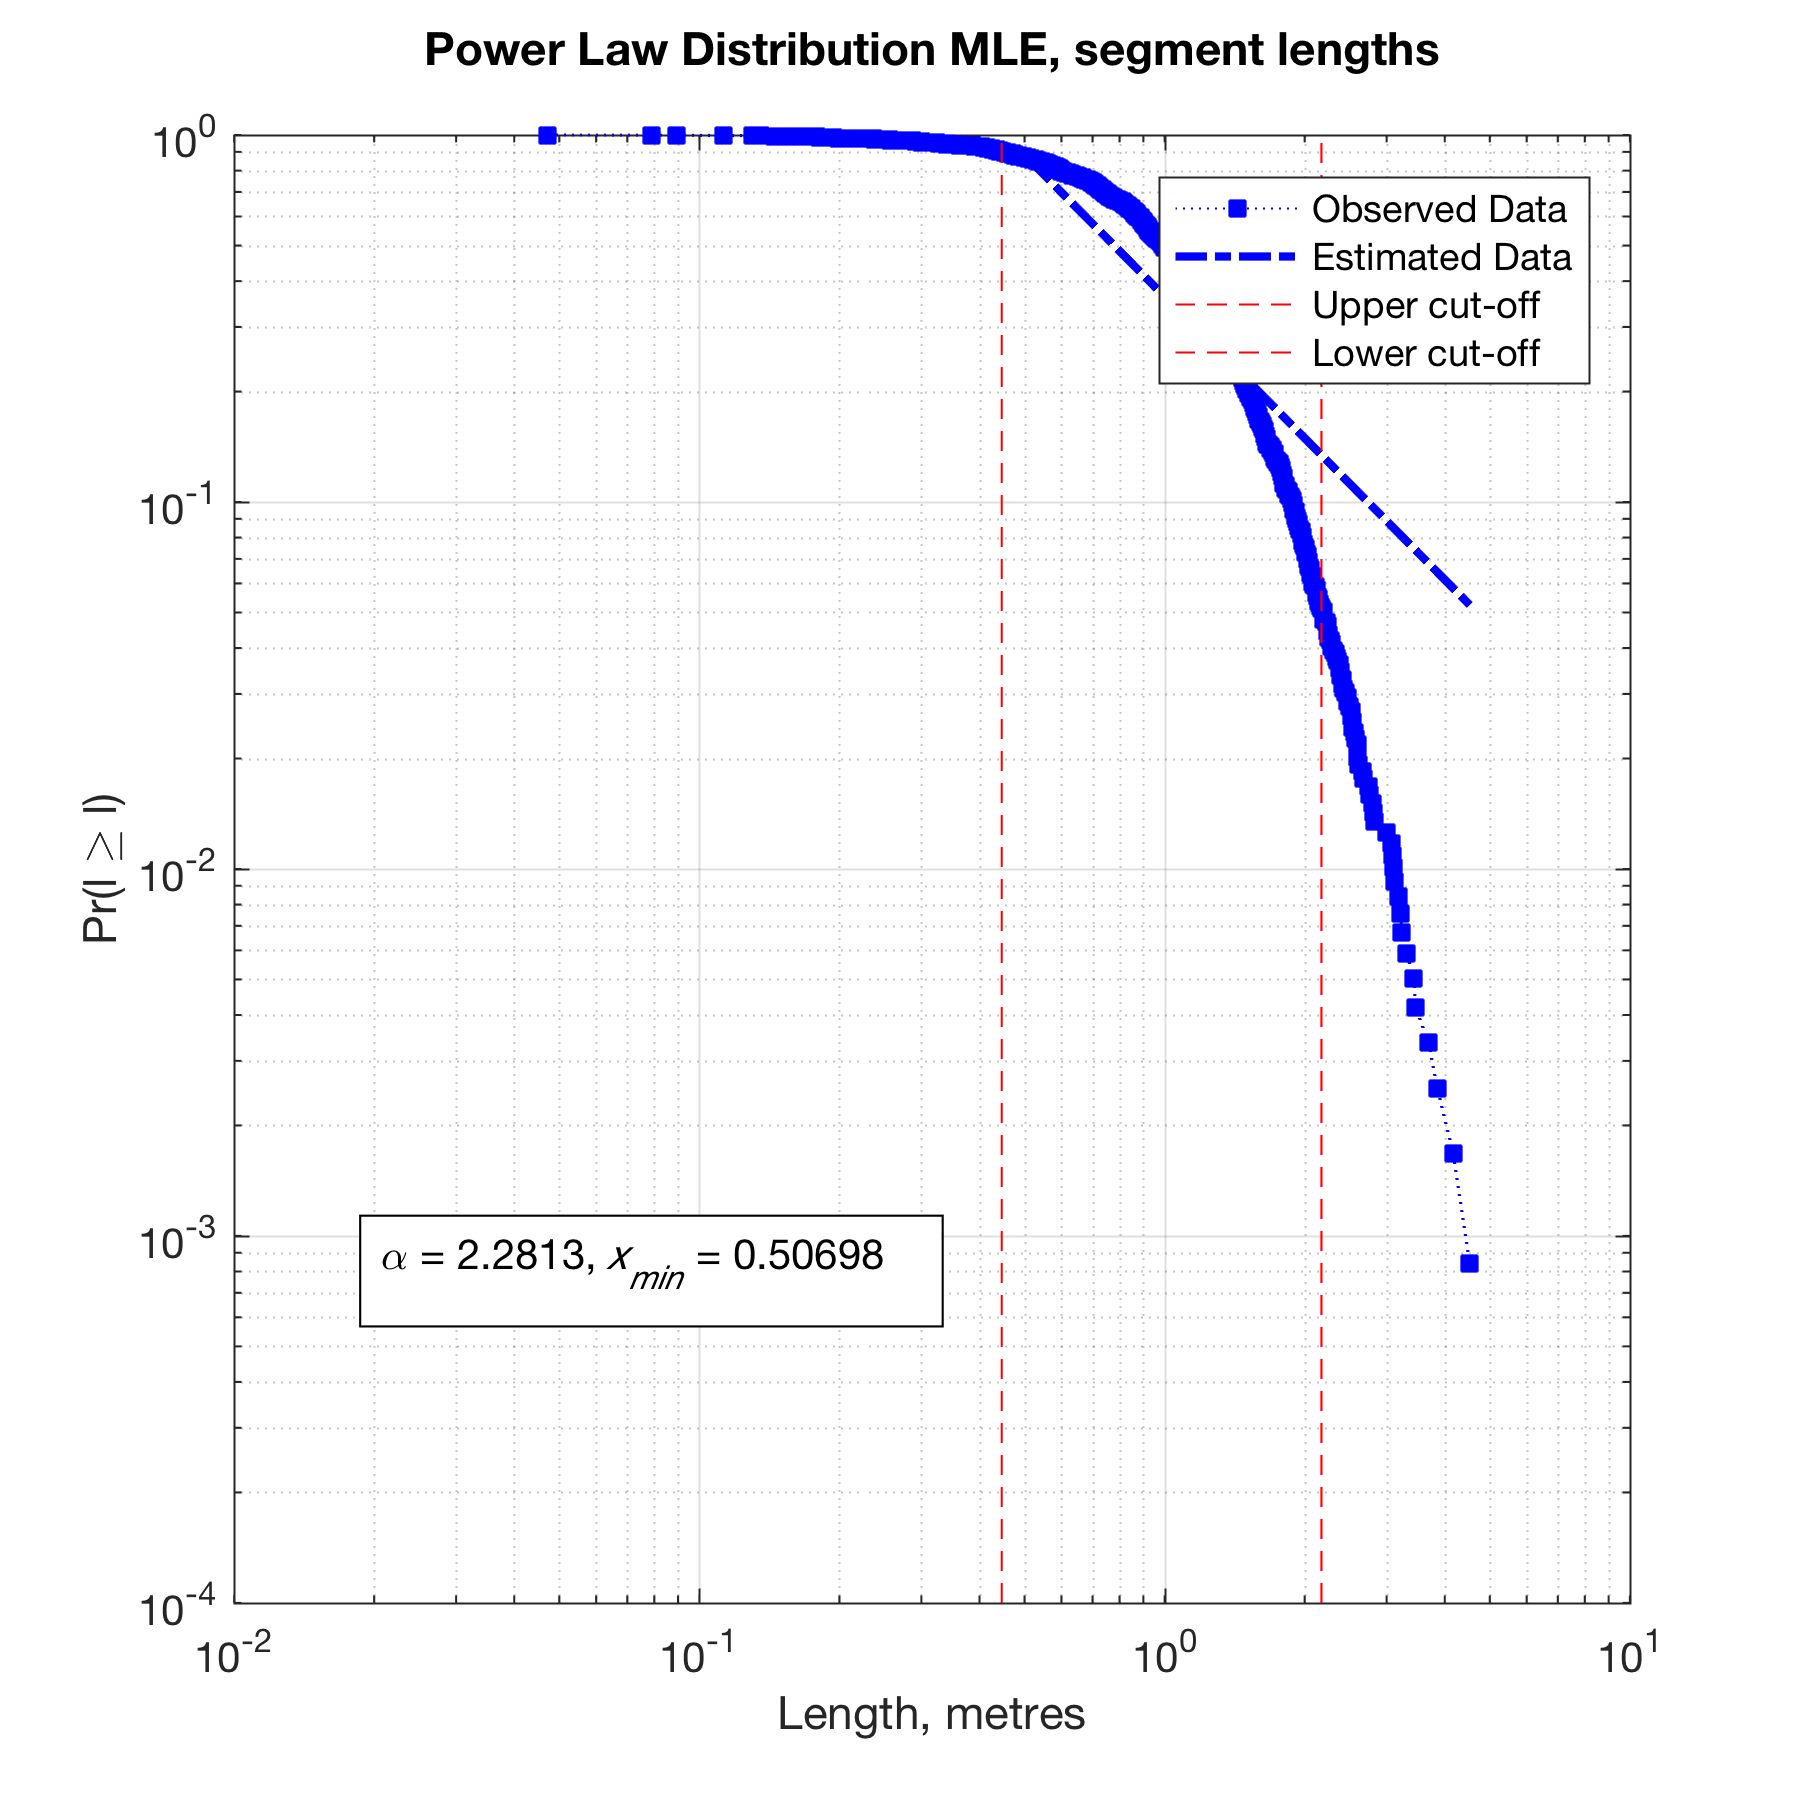 Power Law Distribution MLE, segment lengths
10^0
10^-1
10^-2
10^-3
10^-4
Pr(l ≥ l)
Observed Data
Estimated Data
Upper cut-off
Lower cut-off
α = 2.2813, x_min = 0.50698
10^-2 10^-1 10^0 10^1
Length, metres